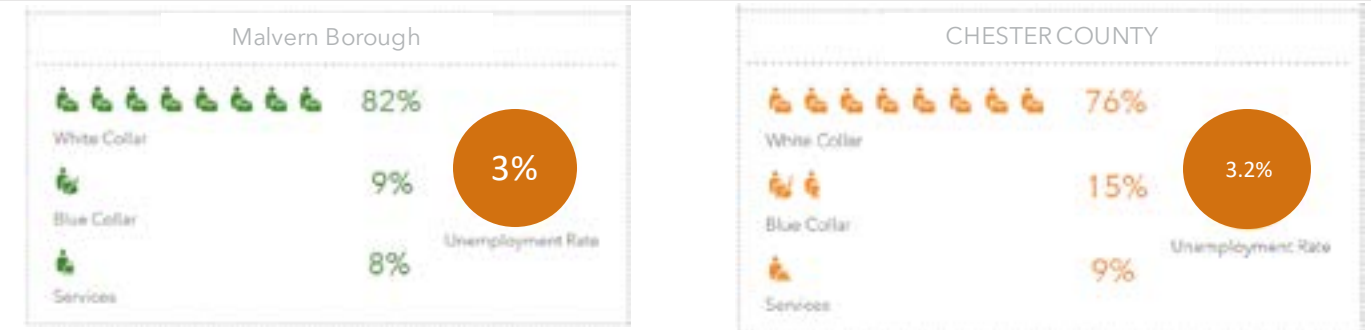 Malvern Borough
82%
White Collar
3%
9%
Blue Collar
Unemployment Rate
8%
Services
CHESTER COUNTY
76%
White Collar
3.2%
15%
Blue Collar
Unemployment Rate
9%
Services